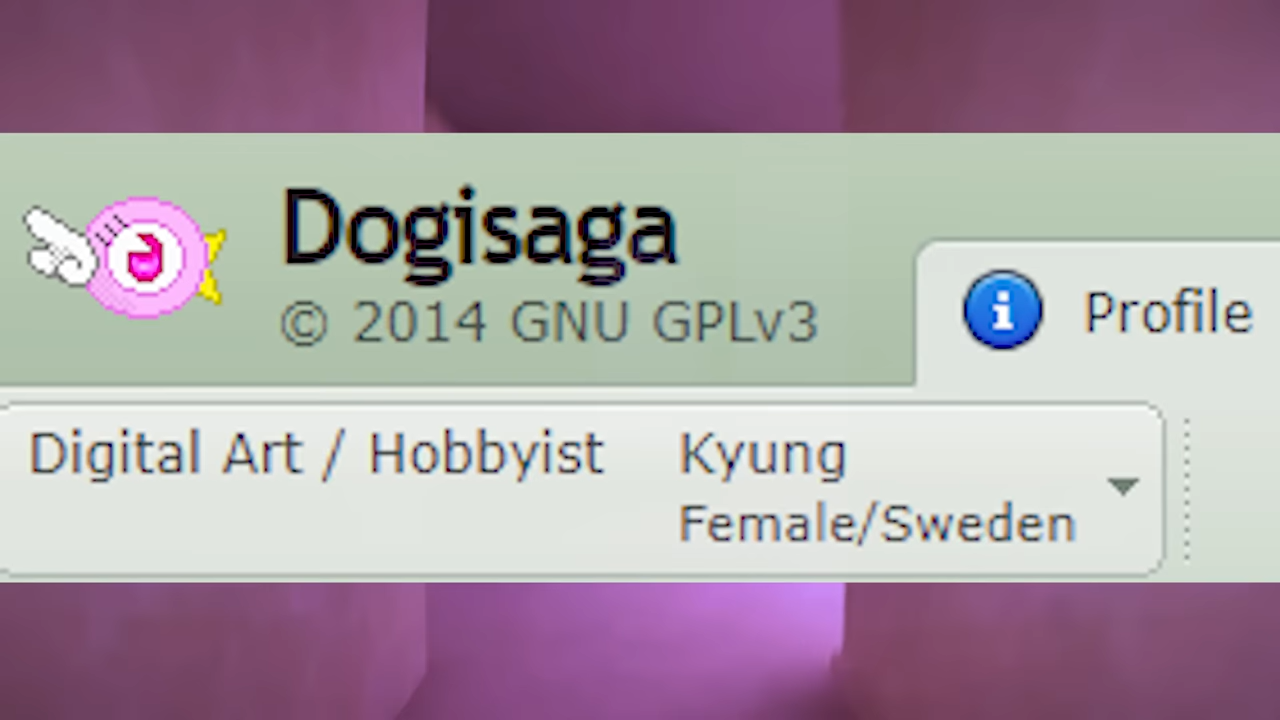 Dogisaga
© 2014 GNU GPLv3
Profile
Digital Art / Hobbyist
Kyung
Female/Sweden